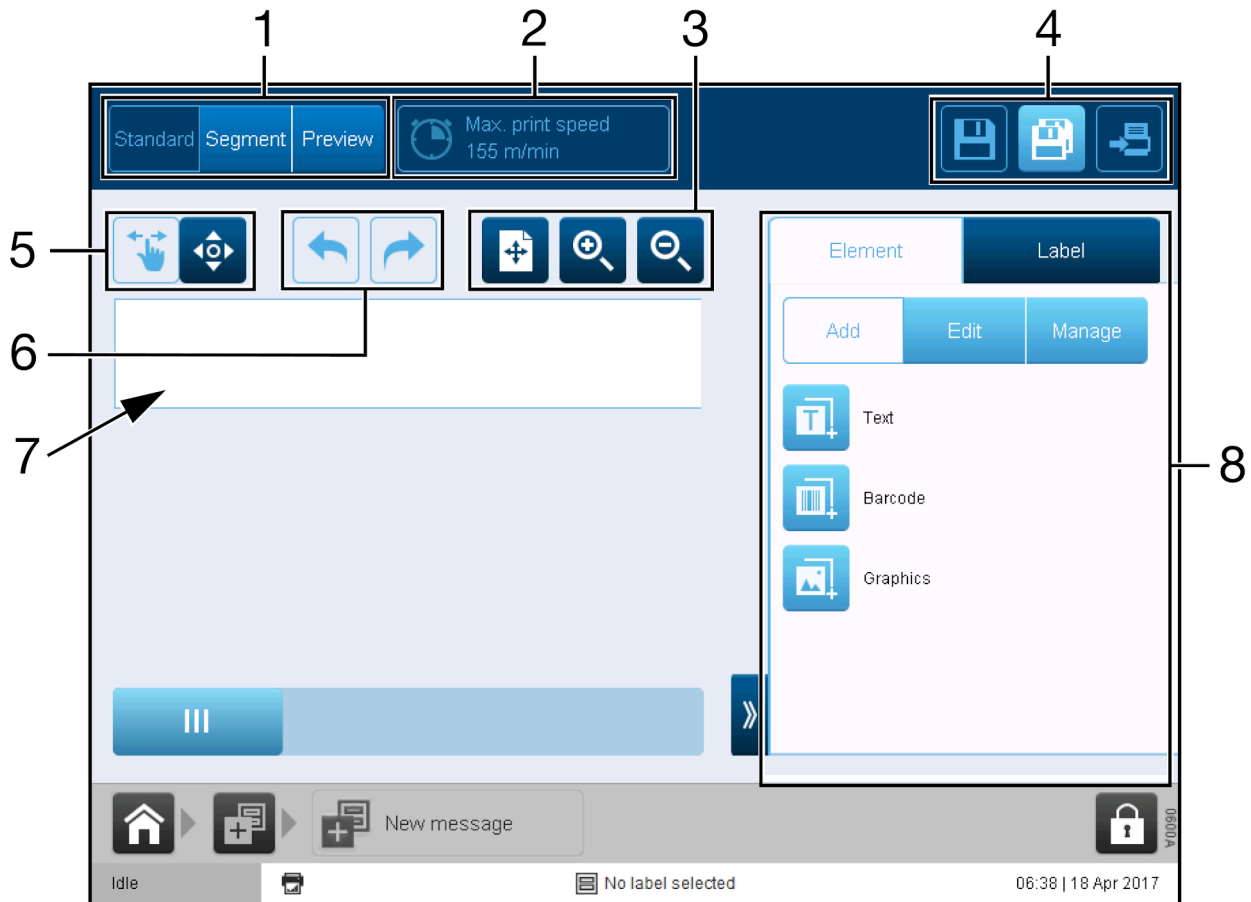 1
2
3
4
Standard Segment Preview
Max. print speed
155 m/min
5
Element Label
6
Add Edit Manage
7
Text
8
Barcode
Graphics
New message
0600A
Idle
No label selected
06:38 | 18 Apr 2017